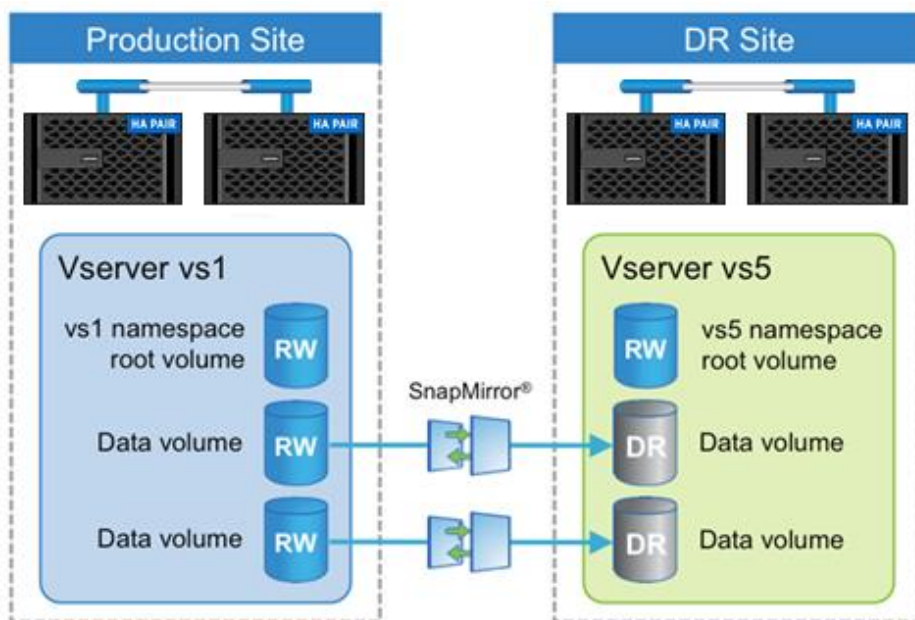 Production Site
DR Site
HA PAIR
HA PAIR
HA PAIR
HA PAIR
Vserver vs1
vs1 namespace
root volume
RW
Data volume
RW
Data volume
RW
SnapMirror®
Vserver vs5
RW
vs5 namespace
root volume
DR
Data volume
DR
Data volume